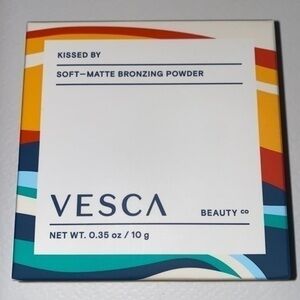 KISSED BY
SOFT—MATTE BRONZING POWDER
VESCA
BEAUTY co
NET WT. 0.35 oz / 10 g